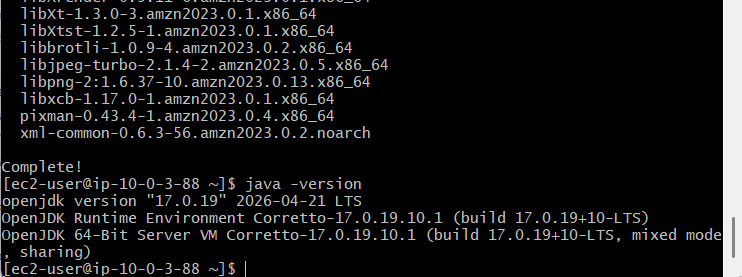 libXt-1.3.0-3.amzn2023.0.1.x86_64
libXtst-1.2.5-1.amzn2023.0.1.x86_64
libbrotli-1.0.9-4.amzn2023.0.2.x86_64
libjpeg-turbo-2.1.4-2.amzn2023.0.5.x86_64
libpng-2:1.6.37-10.amzn2023.0.13.x86_64
libxcb-1.17.0-1.amzn2023.0.1.x86_64
pixman-0.43.4-1.amzn2023.0.4.x86_64
xml-common-0.6.3-56.amzn2023.0.2.noarch
Complete!
[ec2-user@ip-10-0-3-88 ~]$ java -version
openjdk version "17.0.19" 2026-04-21 LTS
OpenJDK Runtime Environment Corretto-17.0.19.10.1 (build 17.0.19+10-LTS)
OpenJDK 64-Bit Server VM Corretto-17.0.19.10.1 (build 17.0.19+10-LTS, mixed mode
, sharing)
[ec2-user@ip-10-0-3-88 ~]$